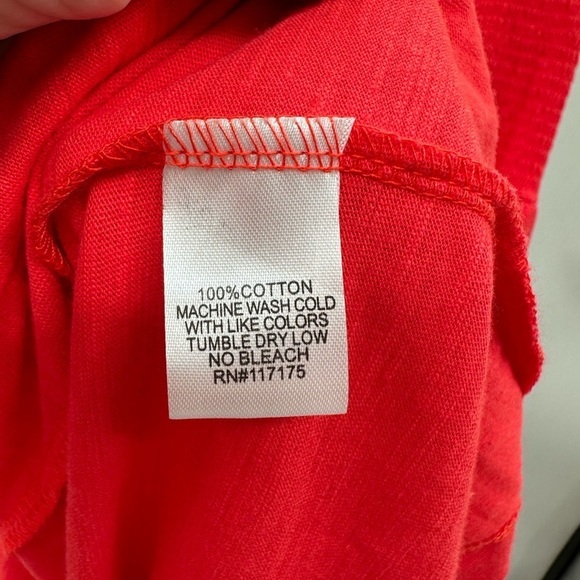 100%COTTON
MACHINE WASH COLD
WITH LIKE COLORS
TUMBLE DRY LOW
NO BLEACH
RN#117175